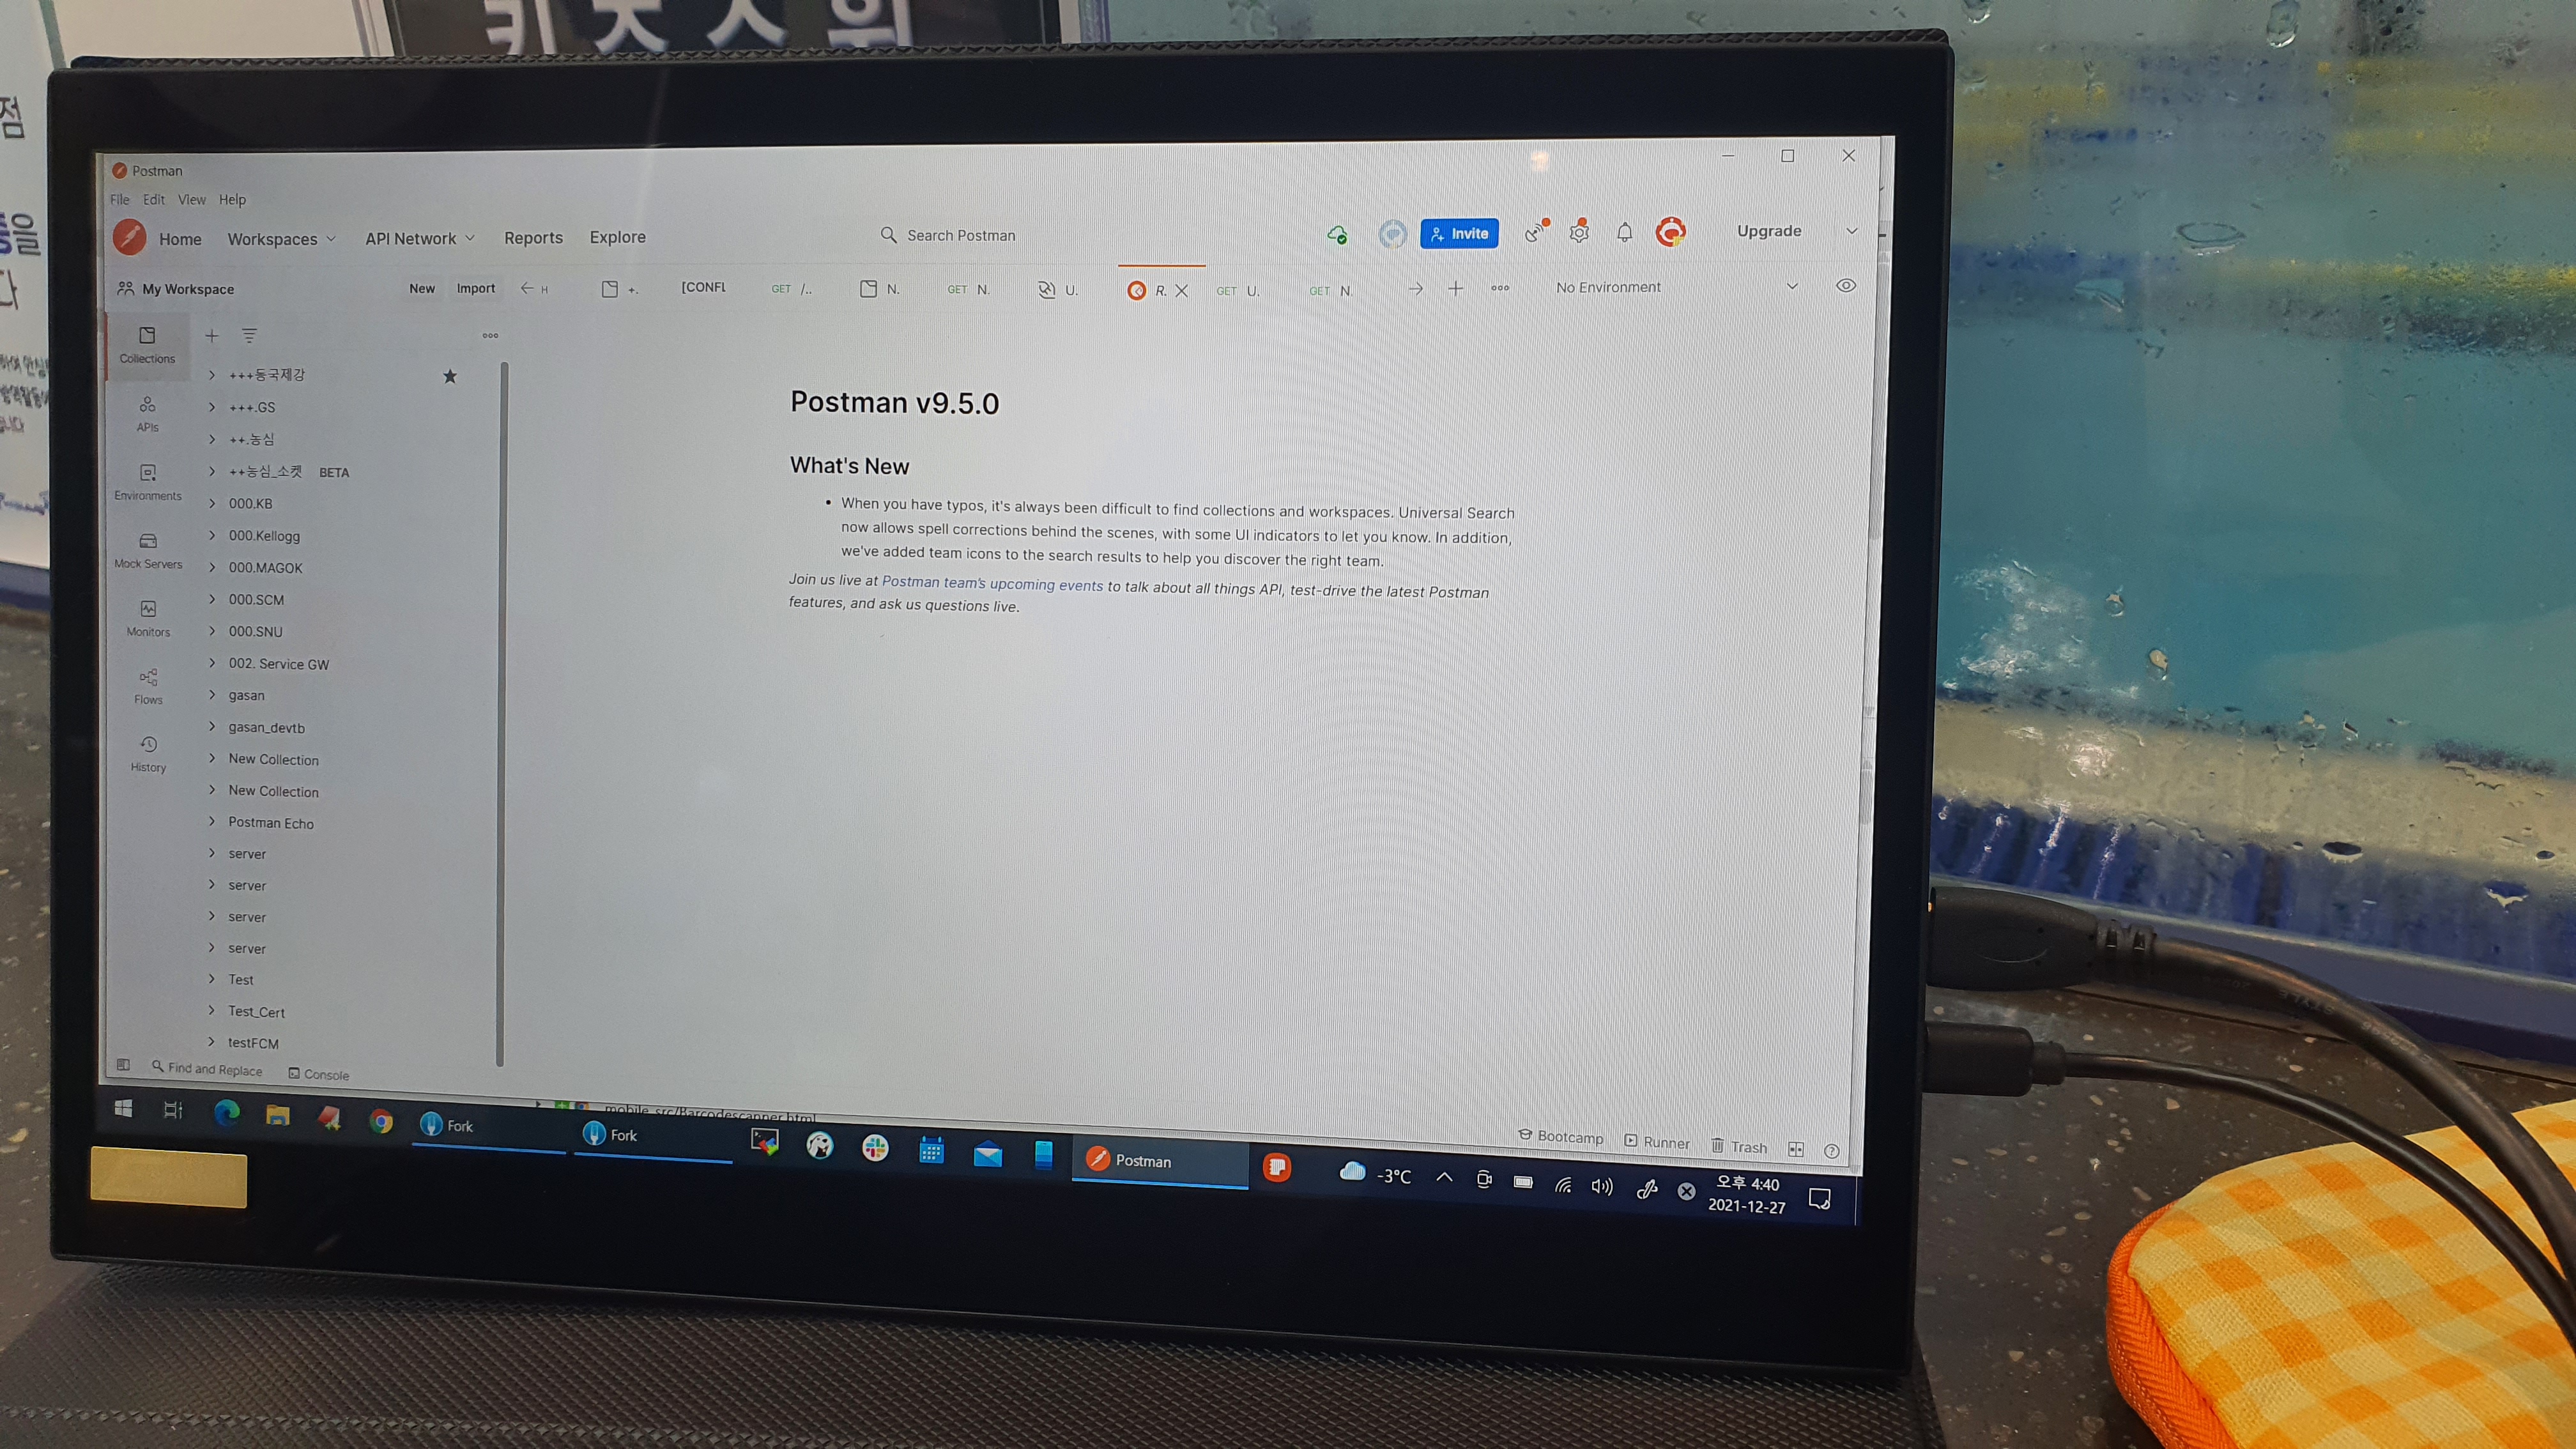 키즈스위
점
Postman
File Edit View Help
Home Workspaces API Network Reports Explore Search Postman Invite Upgrade
My Workspace New Import H +. [CONFL GET /.. N. GET N. U. R. GET U. GET N. No Environment
Collections
APIs
Environments
Mock Servers
Monitors
Flows
History
+++동국제강
+++.GS
++.농심
++농심_소켓 BETA
000.KB
000.Kellogg
000.MAGOK
000.SCM
000.SNU
002. Service GW
gasan
gasan_devtb
New Collection
New Collection
Postman Echo
server
server
server
server
Test
Test_Cert
testFCM
Postman v9.5.0
What's New
• When you have typos, it's always been difficult to find collections and workspaces. Universal Search
now allows spell corrections behind the scenes, with some UI indicators to let you know. In addition,
we've added team icons to the search results to help you discover the right team.
Join us live at Postman team's upcoming events to talk about all things API, test-drive the latest Postman
features, and ask us questions live.
Find and Replace Console
mobile_src/Barcodescanner.html
Bootcamp Runner Trash
Fork Fork Postman -3°C 오후 4:40
2021-12-27